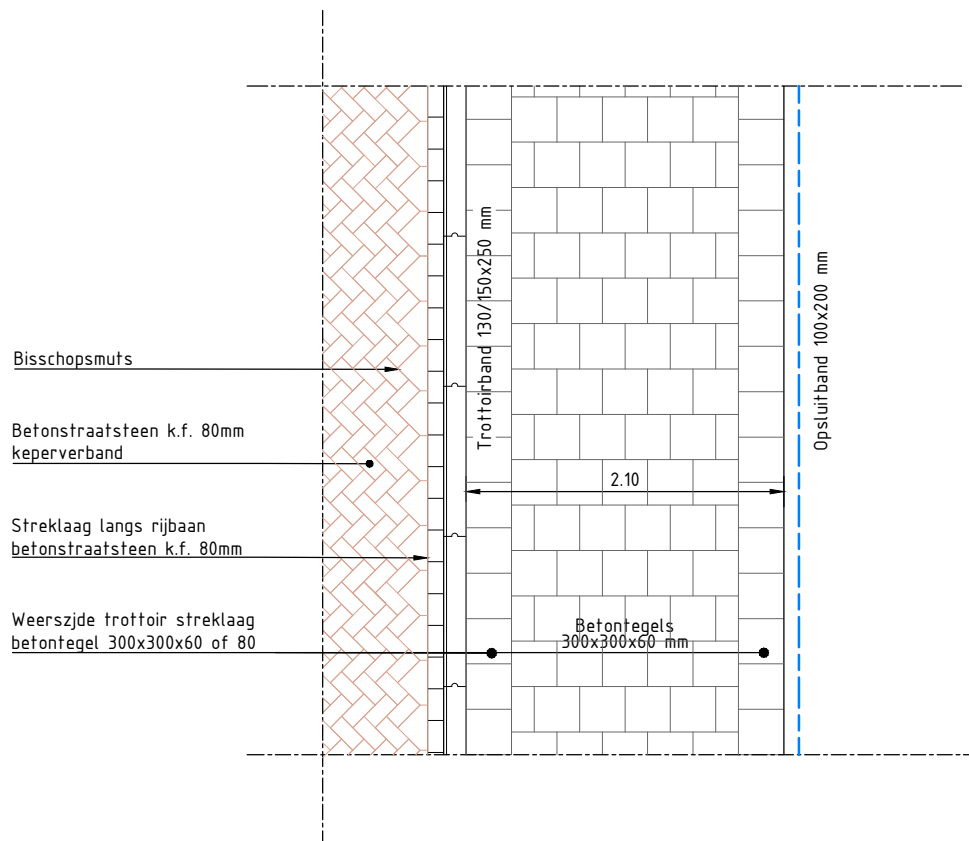 Bisschopsmuts
Betonstraatsteen k.f. 80mm
keperverband
Streklaag langs rijbaan
betonstraatsteen k.f. 80mm
Weerszjde trottoir streklaag
betontegel 300x300x60 of 80
Trottoirband 130/150x250 mm
2.10
Betontegels
300x300x60 mm
Opsluitband 100x200 mm